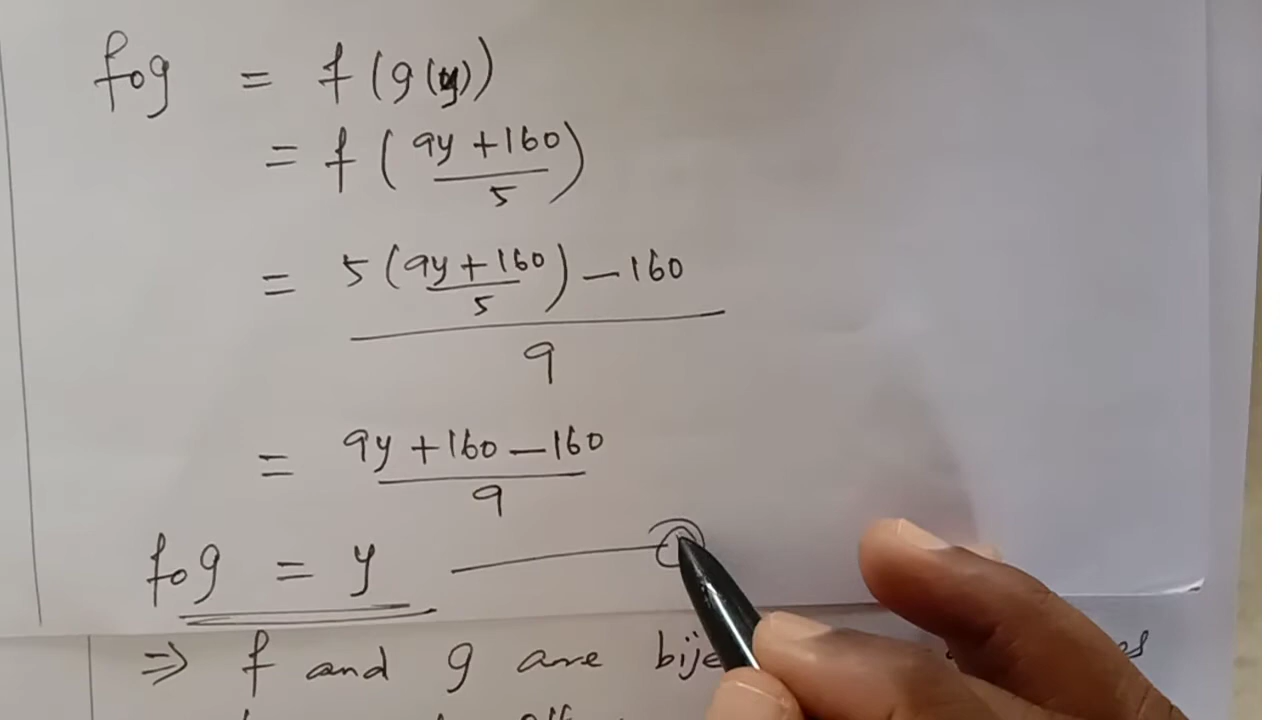 fog = f(g(y))
= f(9y+160/5)
= 5(9y+160/5)-160/9
= 9y+160-160/9
fog = y
⇒ f and g are